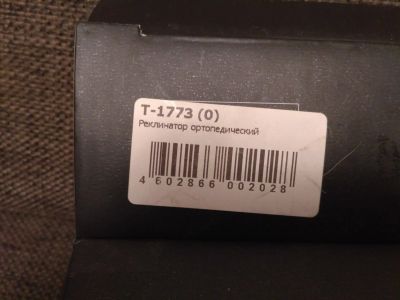 T-1773 (0)
Реклинатор ортопедический
4 602866 002028